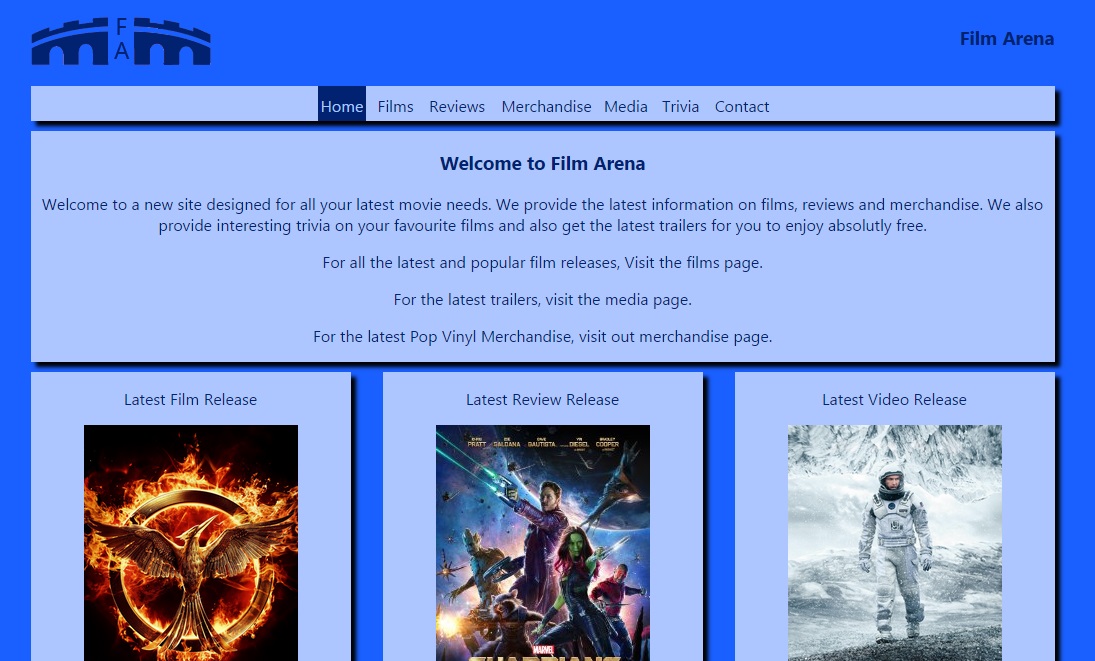 F
A
Film Arena
Home Films Reviews Merchandise Media Trivia Contact
Welcome to Film Arena
Welcome to a new site designed for all your latest movie needs. We provide the latest information on films, reviews and merchandise. We also
provide interesting trivia on your favourite films and also get the latest trailers for you to enjoy absolutly free.
For all the latest and popular film releases, Visit the films page.
For the latest trailers, visit the media page.
For the latest Pop Vinyl Merchandise, visit out merchandise page.
Latest Film Release
Latest Review Release
Latest Video Release
PRATT SALDANA BAUTISTA DIESEL COOPER
MARVEL
GUARDIANS